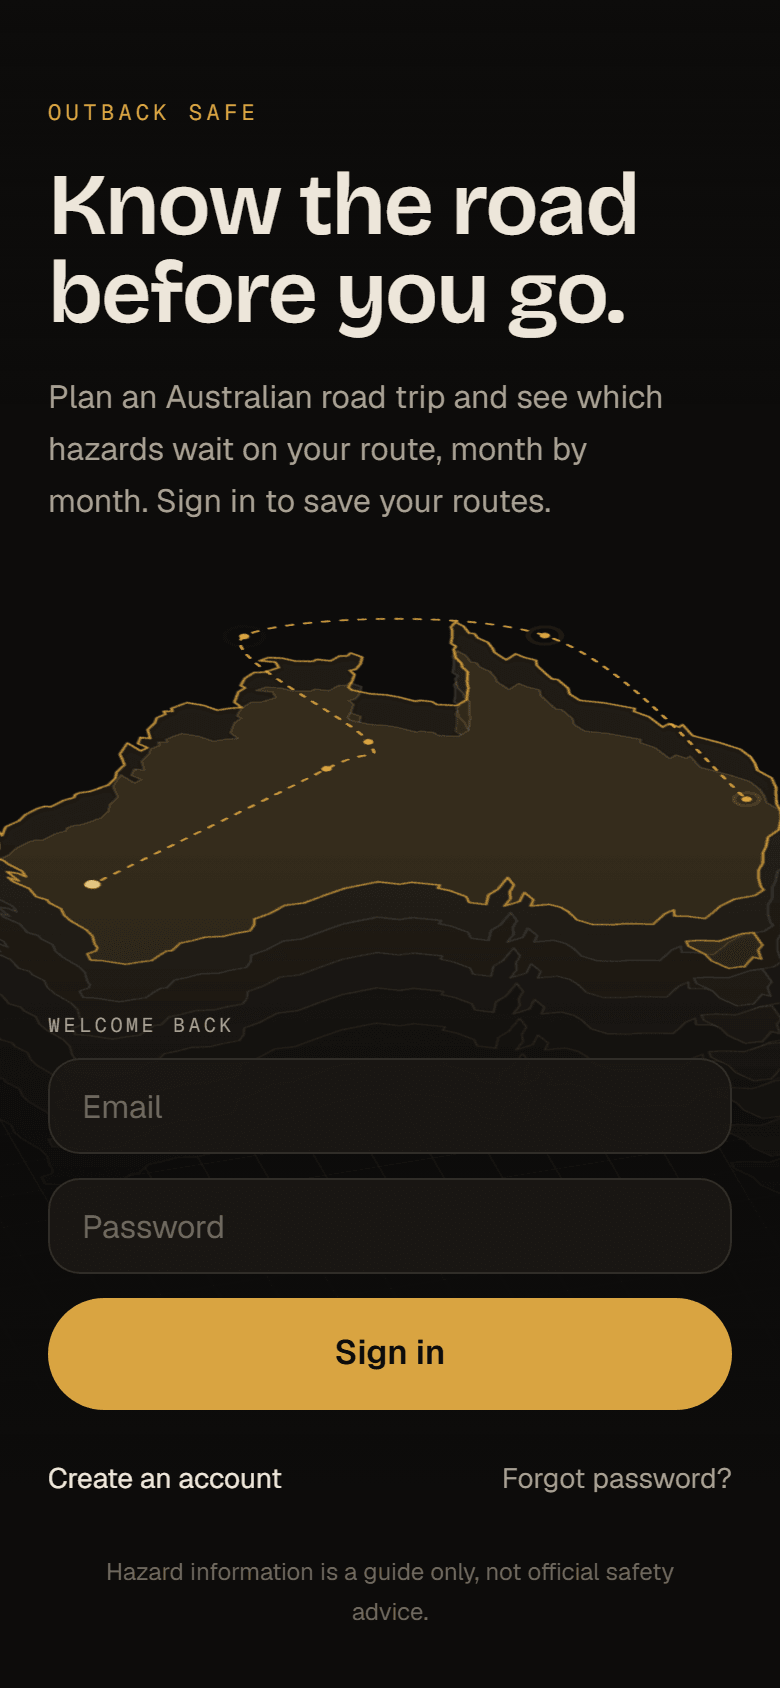 OUTBACK SAFE
Know the road
before you go.
Plan an Australian road trip and see which
hazards wait on your route, month by
month. Sign in to save your routes.
WELCOME BACK
Email
Password
Sign in
Create an account
Forgot password?
Hazard information is a guide only, not official safety
advice.